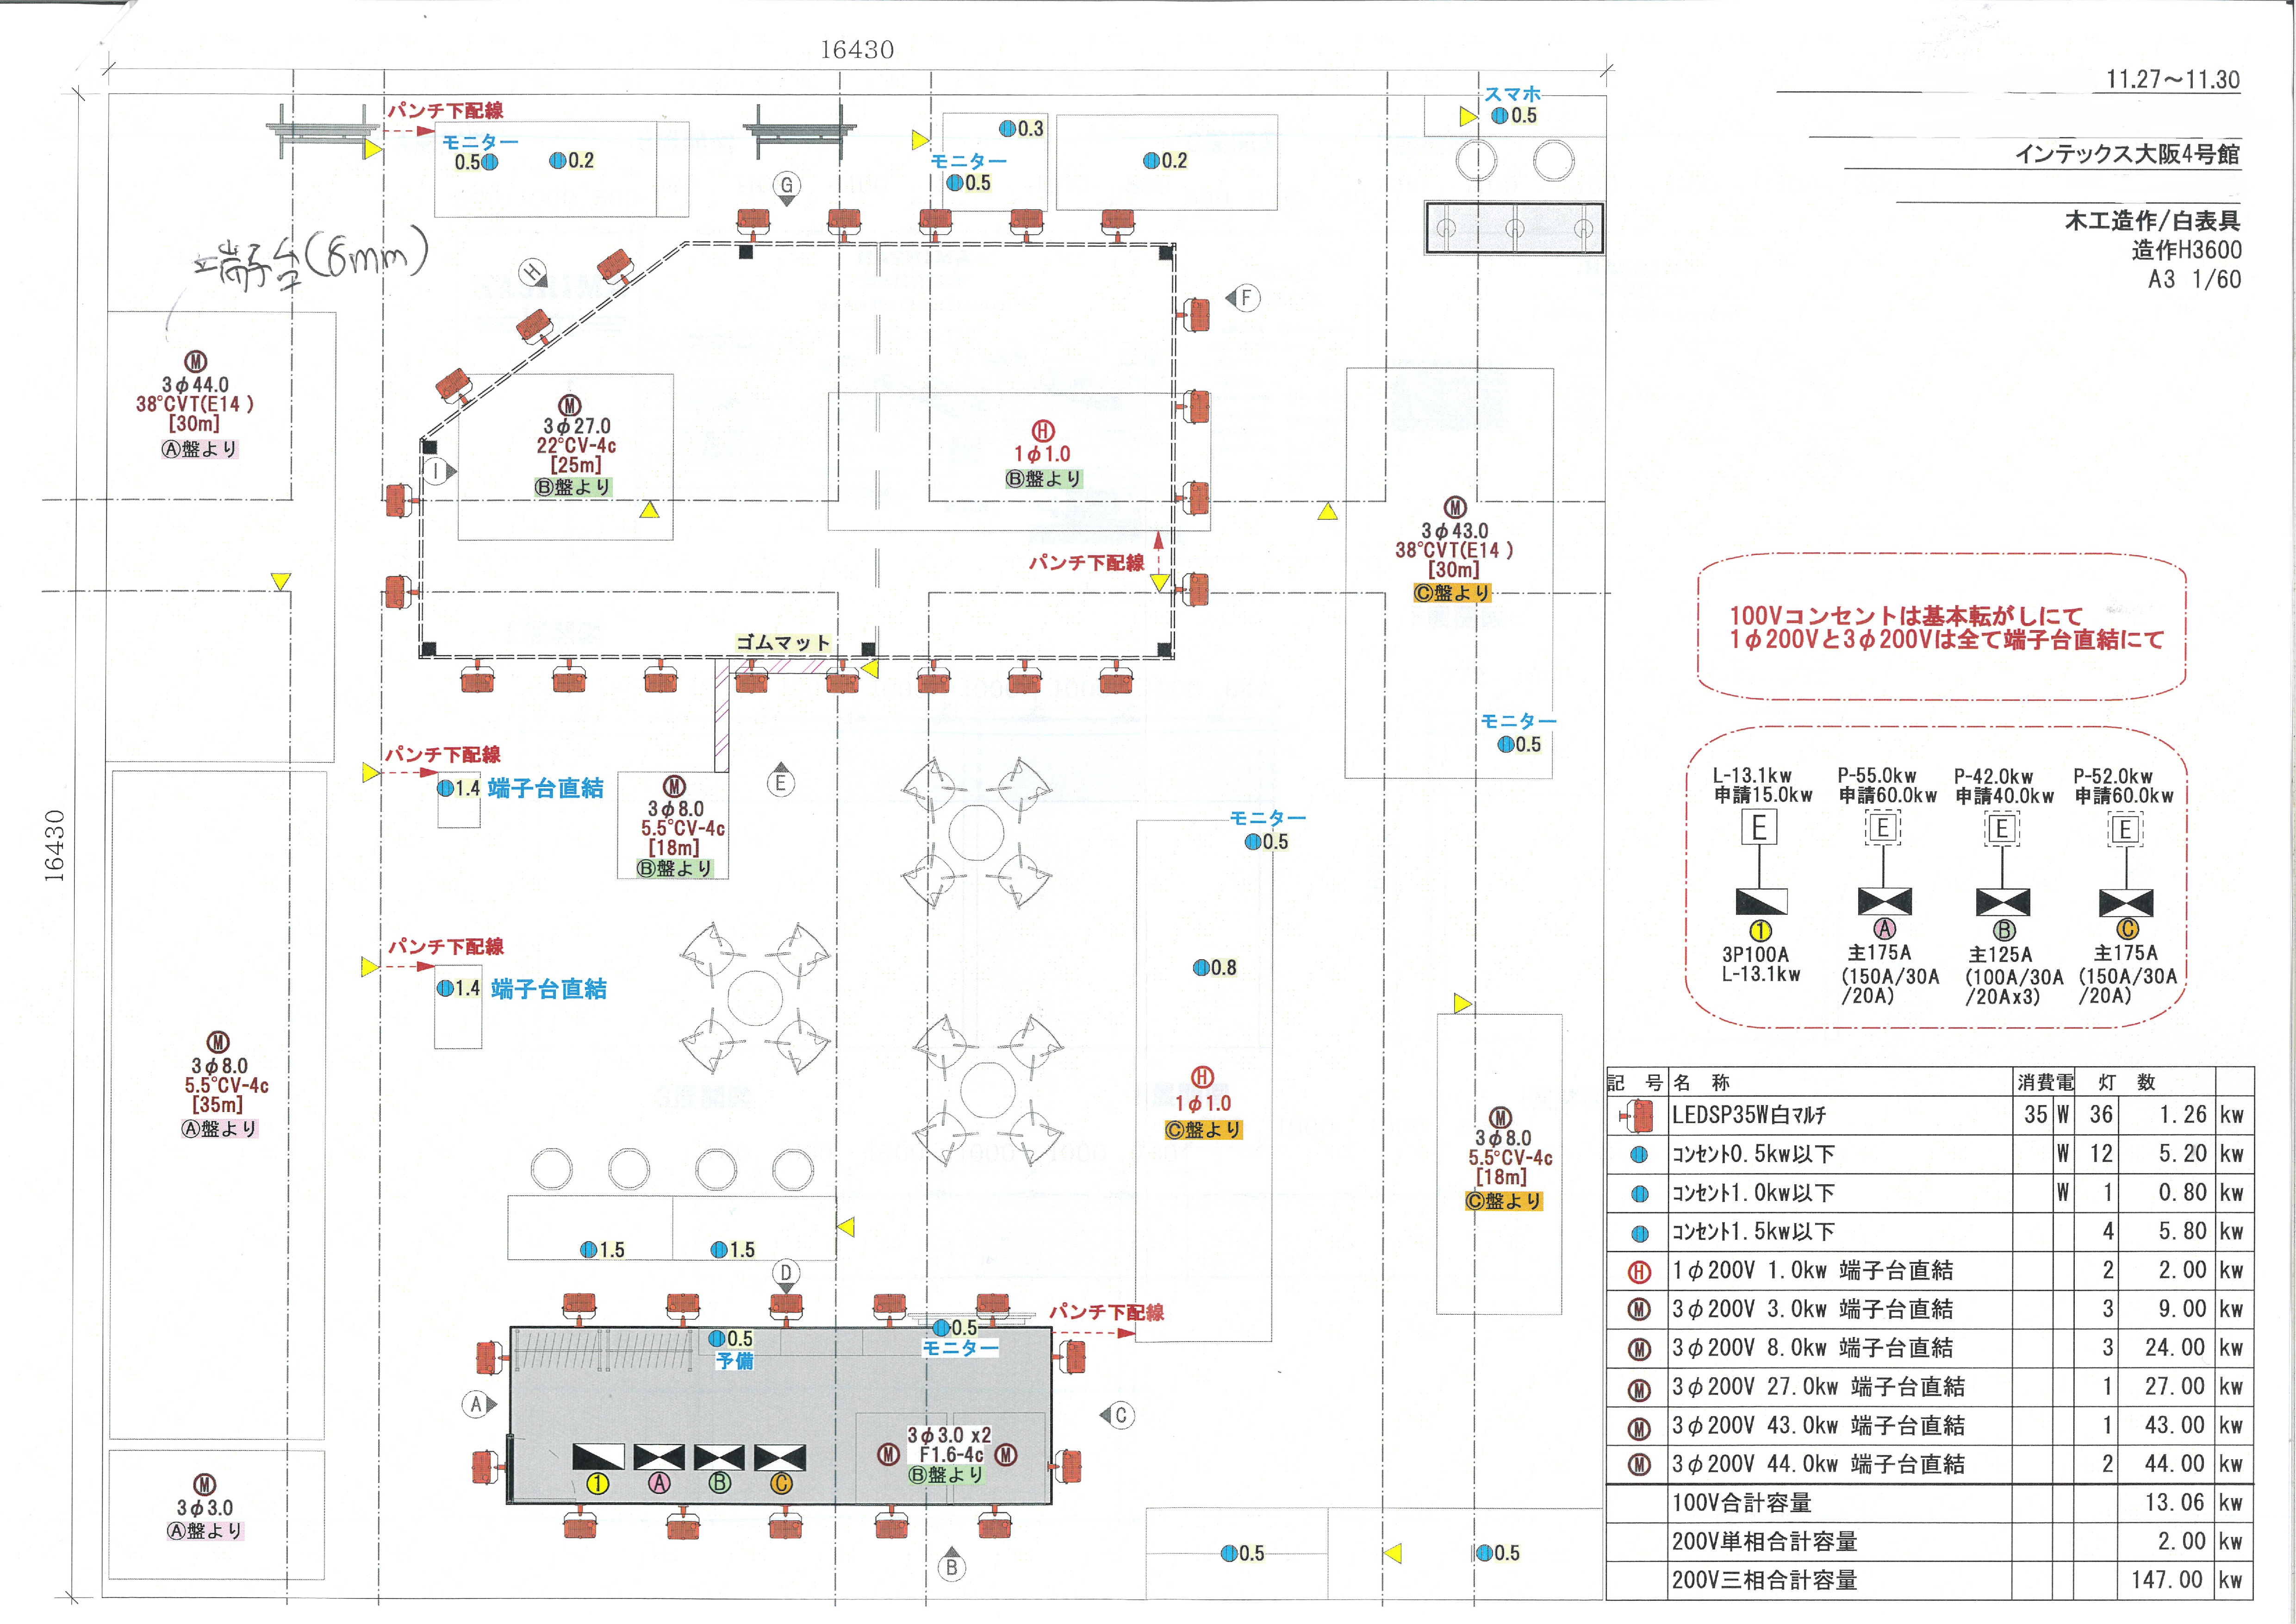 16430
11.27～11.30
インテックス大阪4号館
木工造作/白表具
造作H3600
A3 1/60
16430
パンチ下配線
モニター
0.5
0.2
G
0.3
モニター
0.5
0.2
スマホ
0.5
端子台(8mm)
H
F
M
3φ44.0
38°CVT(E14 )
[30m]
Ⓐ盤より
I
M
3φ27.0
22°CV-4c
[25m]
Ⓑ盤より
H
1φ1.0
Ⓑ盤より
パンチ下配線
M
3φ43.0
38°CVT(E14 )
[30m]
Ⓒ盤より
モニター
0.5
ゴムマット
パンチ下配線
1.4 端子台直結
M
3φ8.0
5.5°CV-4c
[18m]
Ⓑ盤より
E
モニター
0.5
パンチ下配線
1.4 端子台直結
0.8
M
3φ8.0
5.5°CV-4c
[35m]
Ⓐ盤より
H
1φ1.0
Ⓒ盤より
M
3φ8.0
5.5°CV-4c
[18m]
Ⓒ盤より
1.5
1.5
D
パンチ下配線
0.5
予備
0.5
モニター
A
C
3φ3.0 x2
M F1.6-4c M
Ⓑ盤より
1 A B C
M
3φ3.0
Ⓐ盤より
B
0.5
0.5
100Vコンセントは基本転がしにて
1φ200Vと3φ200Vは全て端子台直結にて
L-13.1kw
申請15.0kw
E
1
3P100A
L-13.1kw
P-55.0kw
申請60.0kw
E
A
主175A
(150A/30A
/20A)
P-42.0kw
申請40.0kw
E
B
主125A
(100A/30A
/20Ax3)
P-52.0kw
申請60.0kw
E
C
主175A
(150A/30A
/20A)
記 号 名 称 消費電 灯 数
LEDSP35W白ﾏﾙﾁ 35 W 36 1.26 kw
ｺﾝｾﾝﾄ0.5kw以下 W 12 5.20 kw
ｺﾝｾﾝﾄ1.0kw以下 W 1 0.80 kw
ｺﾝｾﾝﾄ1.5kw以下 4 5.80 kw
H 1φ200V 1.0kw 端子台直結 2 2.00 kw
M 3φ200V 3.0kw 端子台直結 3 9.00 kw
M 3φ200V 8.0kw 端子台直結 3 24.00 kw
M 3φ200V 27.0kw 端子台直結 1 27.00 kw
M 3φ200V 43.0kw 端子台直結 1 43.00 kw
M 3φ200V 44.0kw 端子台直結 2 44.00 kw
100V合計容量 13.06 kw
200V単相合計容量 2.00 kw
200V三相合計容量 147.00 kw